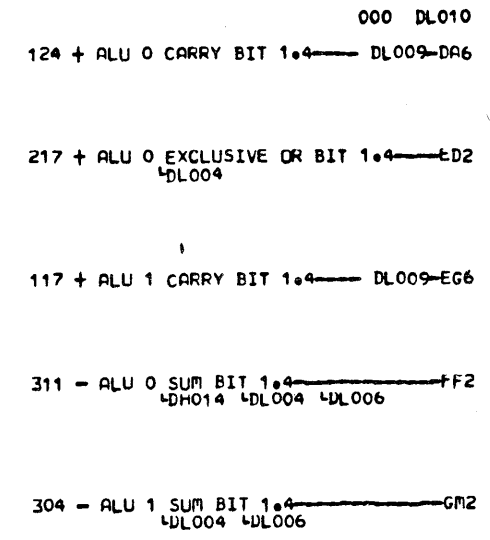 000 DL010
124 + ALU 0 CARRY BIT 1.4 DL009 DA6
217 + ALU 0 EXCLUSIVE OR BIT 1.4 ED2
DL004
117 + ALU 1 CARRY BIT 1.4 DL009 EG6
311 - ALU 0 SUM BIT 1.4 FF2
DH014 DL004 DL006
304 - ALU 1 SUM BIT 1.4 GM2
DL004 DL006